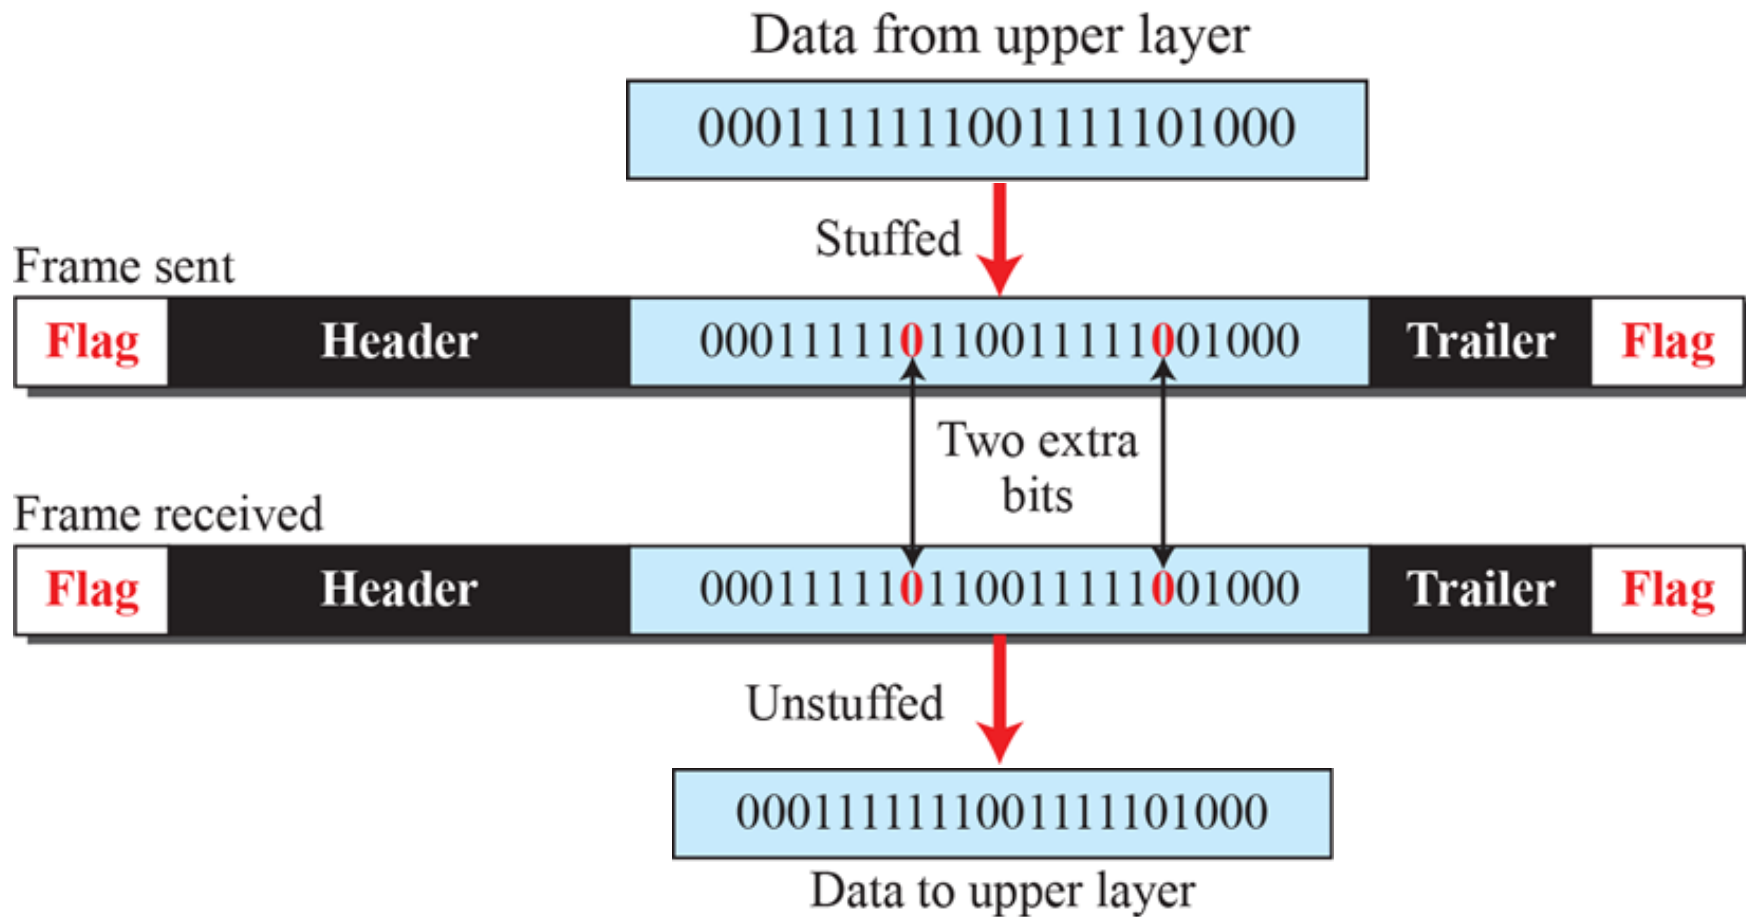 Data from upper layer
0001111111001111101000
Stuffed
Frame sent
Flag Header 000111110110011111001000 Trailer Flag
Two extra
bits
Frame received
Flag Header 000111110110011111001000 Trailer Flag
Unstuffed
0001111111001111101000
Data to upper layer